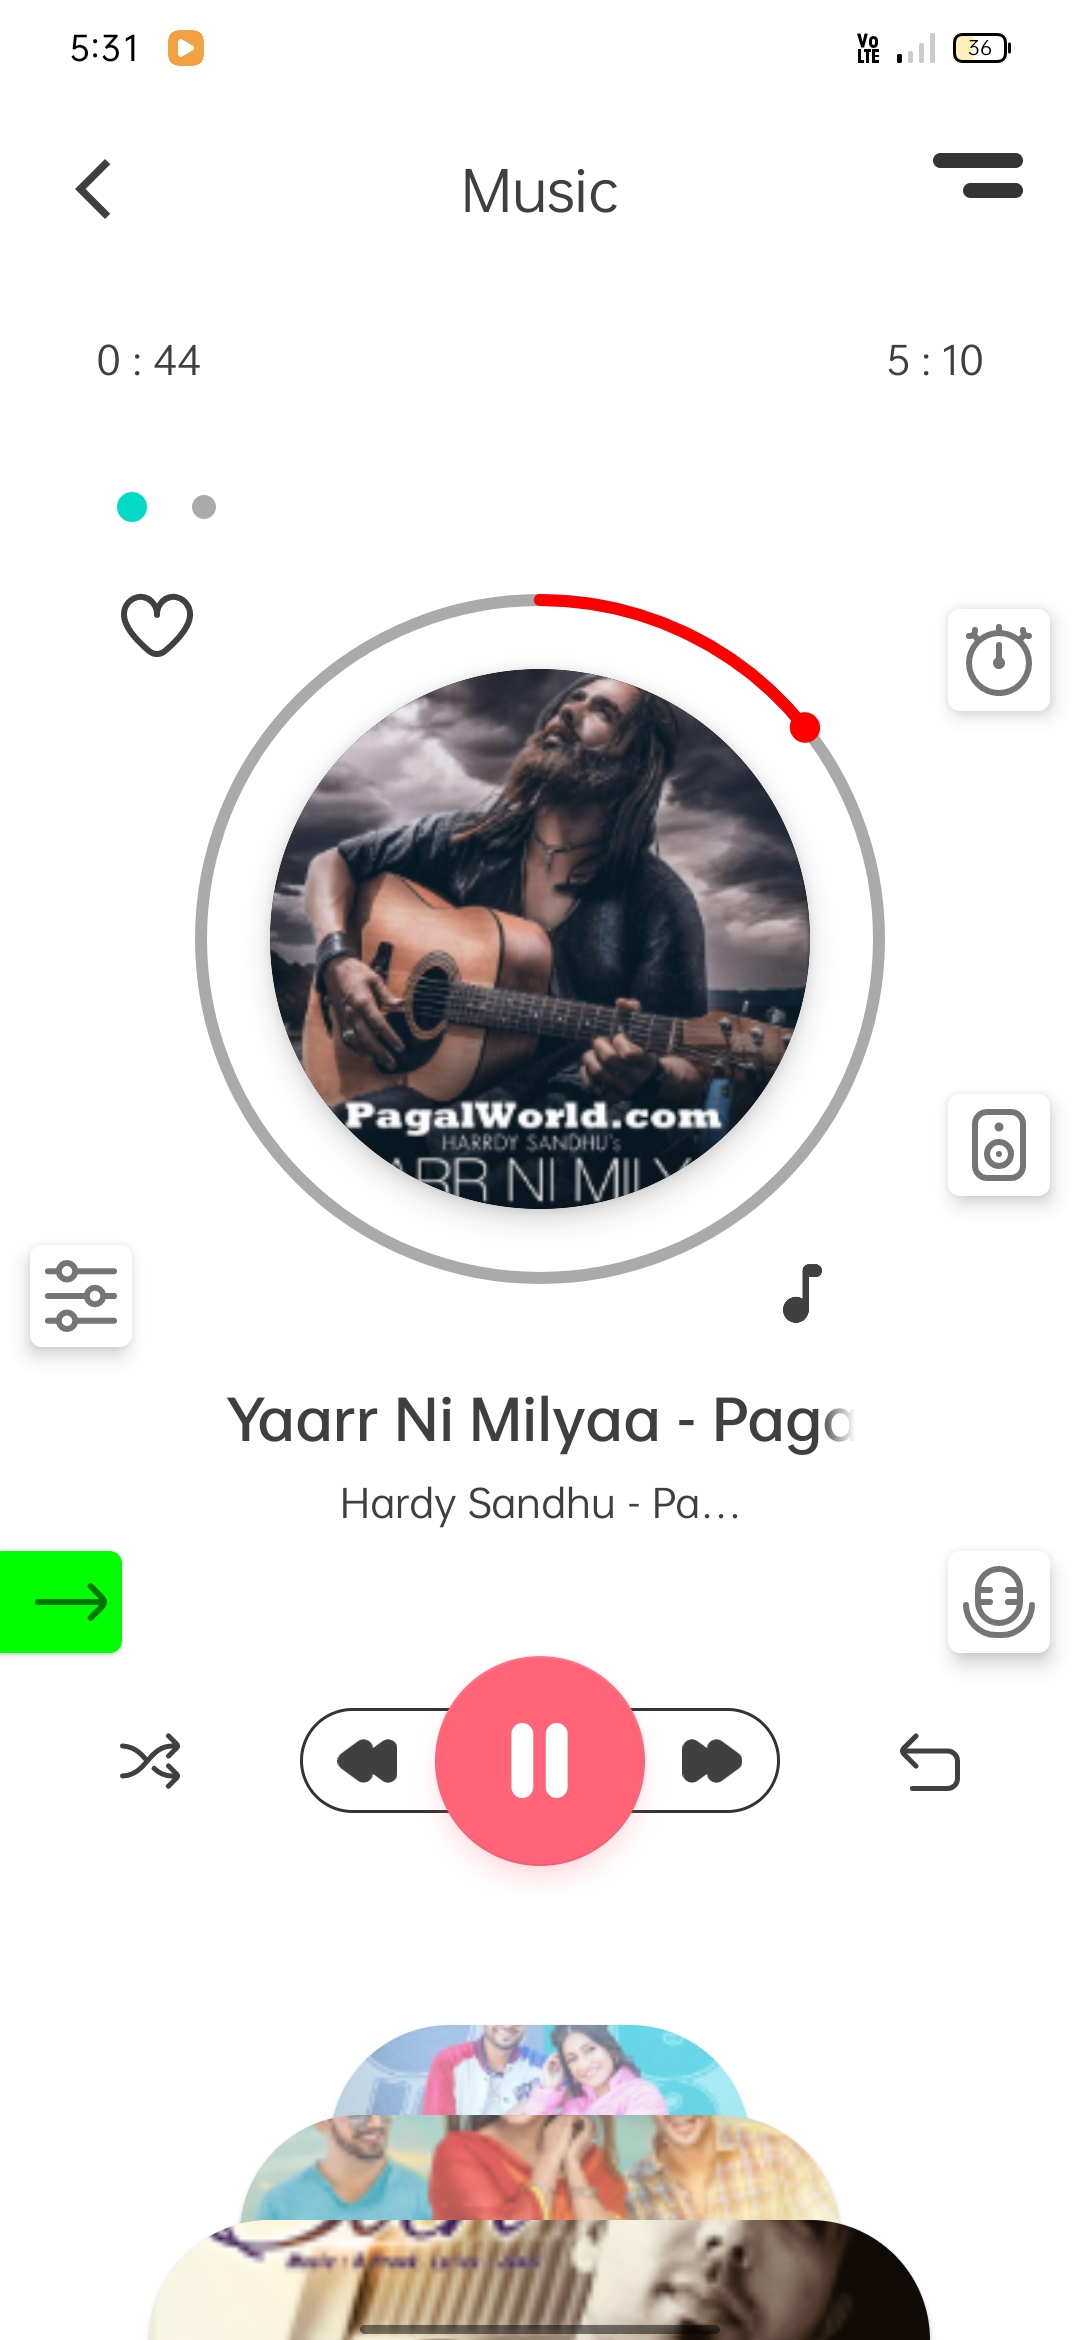 5:31
Vo
LTE
36
Music
0 : 44
5 : 10
PagalWorld.com
HARRDY SANDHU's
ARR NI MILY
Yaarr Ni Milyaa - Paga
Hardy Sandhu - Pa...